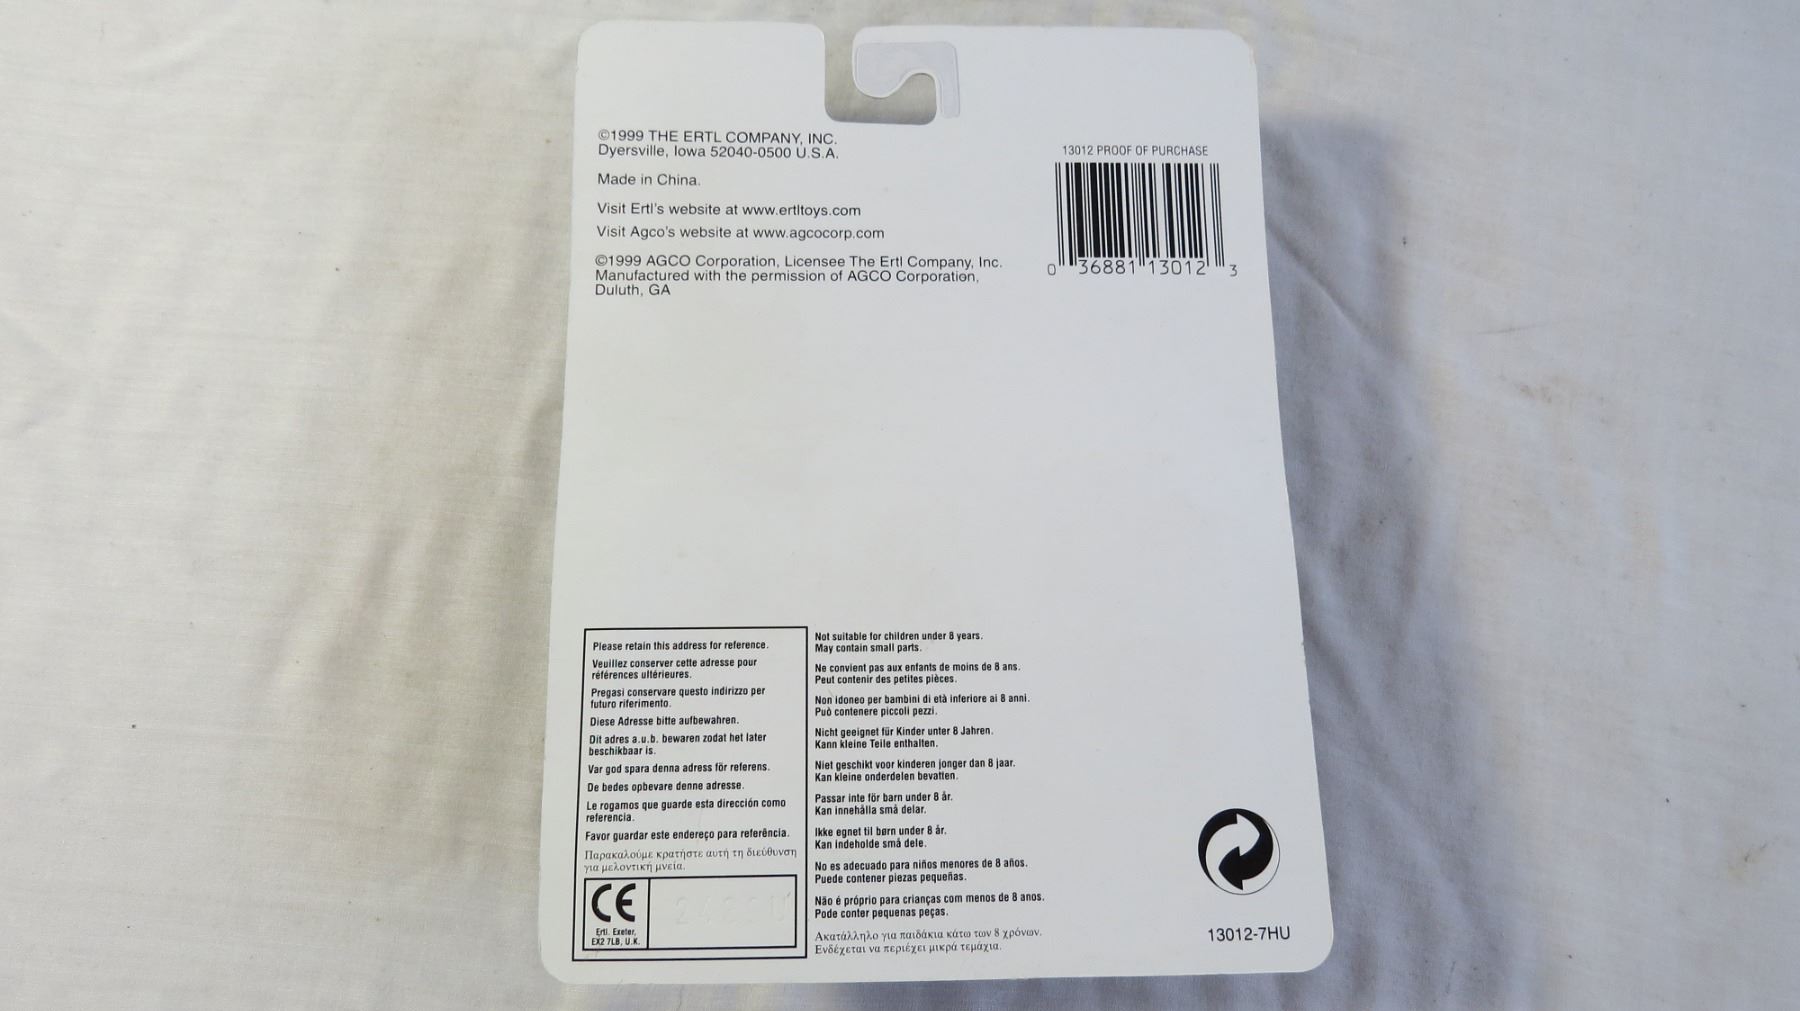 ©1999 THE ERTL COMPANY, INC.
Dyersville, Iowa 52040-0500 U.S.A.
Made in China.
Visit Ertl's website at www.ertltoys.com
Visit Agco's website at www.agcocorp.com
©1999 AGCO Corporation, Licensee The Ertl Company, Inc.
Manufactured with the permission of AGCO Corporation,
Duluth, GA
13012 PROOF OF PURCHASE
0 36881 13012 3
Please retain this address for reference.
Veuillez conserver cette adresse pour
références ultérieures.
Pregasi conservare questo indirizzo per
futuro riferimento.
Diese Adresse bitte aufbewahren.
Dit adres a.u.b. bewaren zodat het later
beschikbaar is.
Var god spara denna adress för referens.
De bedes opbevare denne adresse.
Le rogamos que guarde esta dirección como
referencia.
Favor guardar este endereço para referência.
Παρακαλούμε κρατήστε αυτή τη διεύθυνση
για μελοντική μνεία.
CE
Ertl. Exeter,
EX2 7LB, U.K.
Not suitable for children under 8 years.
May contain small parts.
Ne convient pas aux enfants de moins de 8 ans.
Peut contenir des petites pièces.
Non idoneo per bambini di età inferiore ai 8 anni.
Può contenere piccoli pezzi.
Nicht geeignet für Kinder unter 8 Jahren.
Kann kleine Teile enthalten.
Niet geschikt voor kinderen jonger dan 8 jaar.
Kan kleine onderdelen bevatten.
Passar inte för barn under 8 år.
Kan innehålla små delar.
Ikke egnet til børn under 8 år.
Kan indeholde små dele.
No es adecuado para niños menores de 8 años.
Puede contener piezas pequeñas.
Não é próprio para crianças com menos de 8 anos.
Pode conter pequenas peças.
Ακατάλληλο για παιδάκια κάτω των 8 χρόνων.
Ενδέχεται να περιέχει μικρά τεμάχια.
13012-7HU